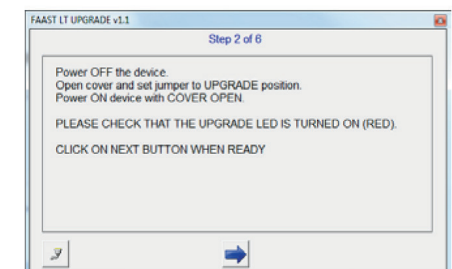 FAAST LT UPGRADE v1.1
Step 2 of 6
Power OFF the device.
Open cover and set jumper to UPGRADE position.
Power ON device with COVER OPEN.
PLEASE CHECK THAT THE UPGRADE LED IS TURNED ON (RED).
CLICK ON NEXT BUTTON WHEN READY